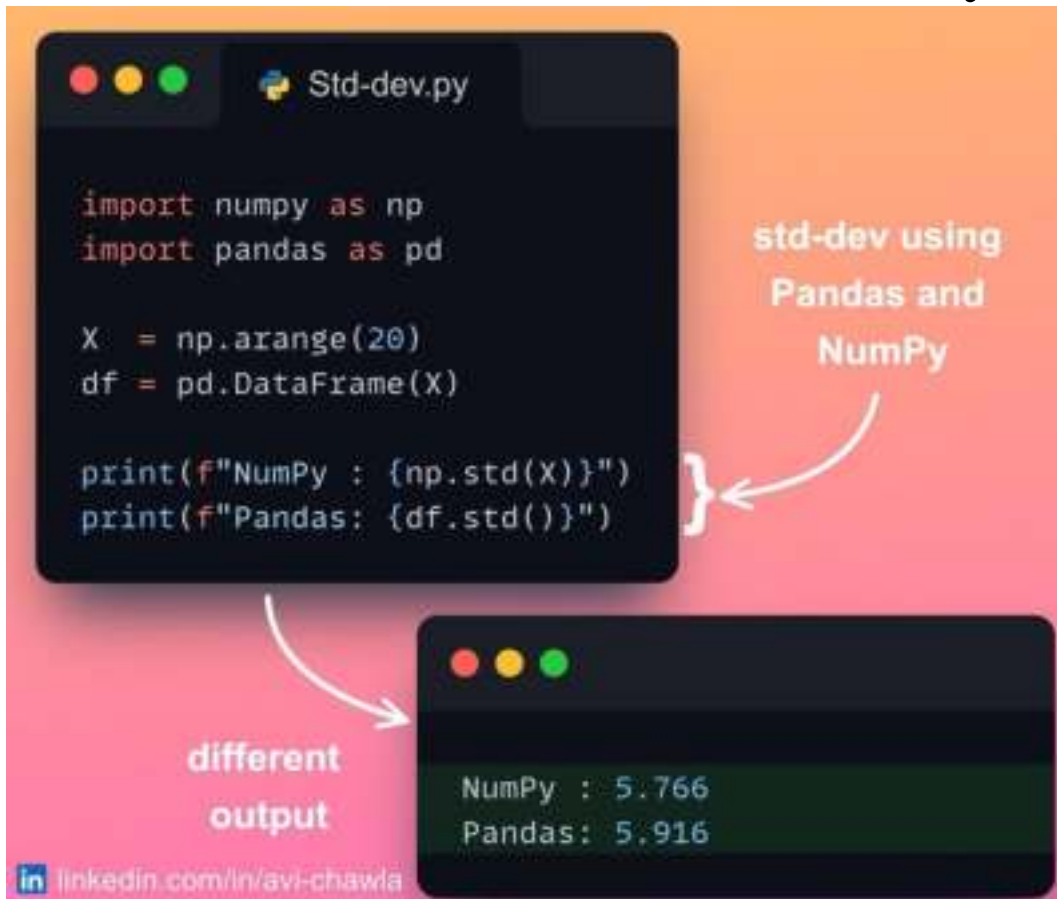 Std-dev.py
import numpy as np
import pandas as pd
X = np.arange(20)
df = pd.DataFrame(X)
print(f"NumPy : {np.std(X)}")
print(f"Pandas: {df.std()}")
std-dev using
Pandas and
NumPy
}
different
output
NumPy : 5.766
Pandas: 5.916
in linkedin.com/in/avi-chawla